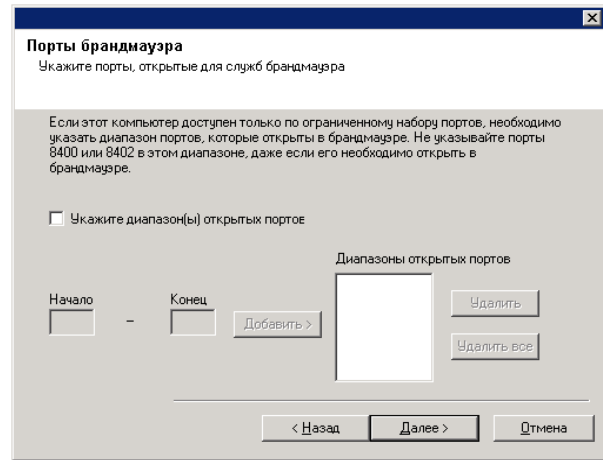 Порты брандмауэра
Укажите порты, открытые для служб брандмауэра
Если этот компьютер доступен только по ограниченному набору портов, необходимо
указать диапазон портов, которые открыты в брандмауэре. Не указывайте порты
8400 или 8402 в этом диапазоне, даже если его необходимо открыть в
брандмауэре.
Укажите диапазон(ы) открытых портов
Диапазоны открытых портов
Начало
Конец
–
Добавить >
Удалить
Удалить все
< Назад
Далее >
Отмена